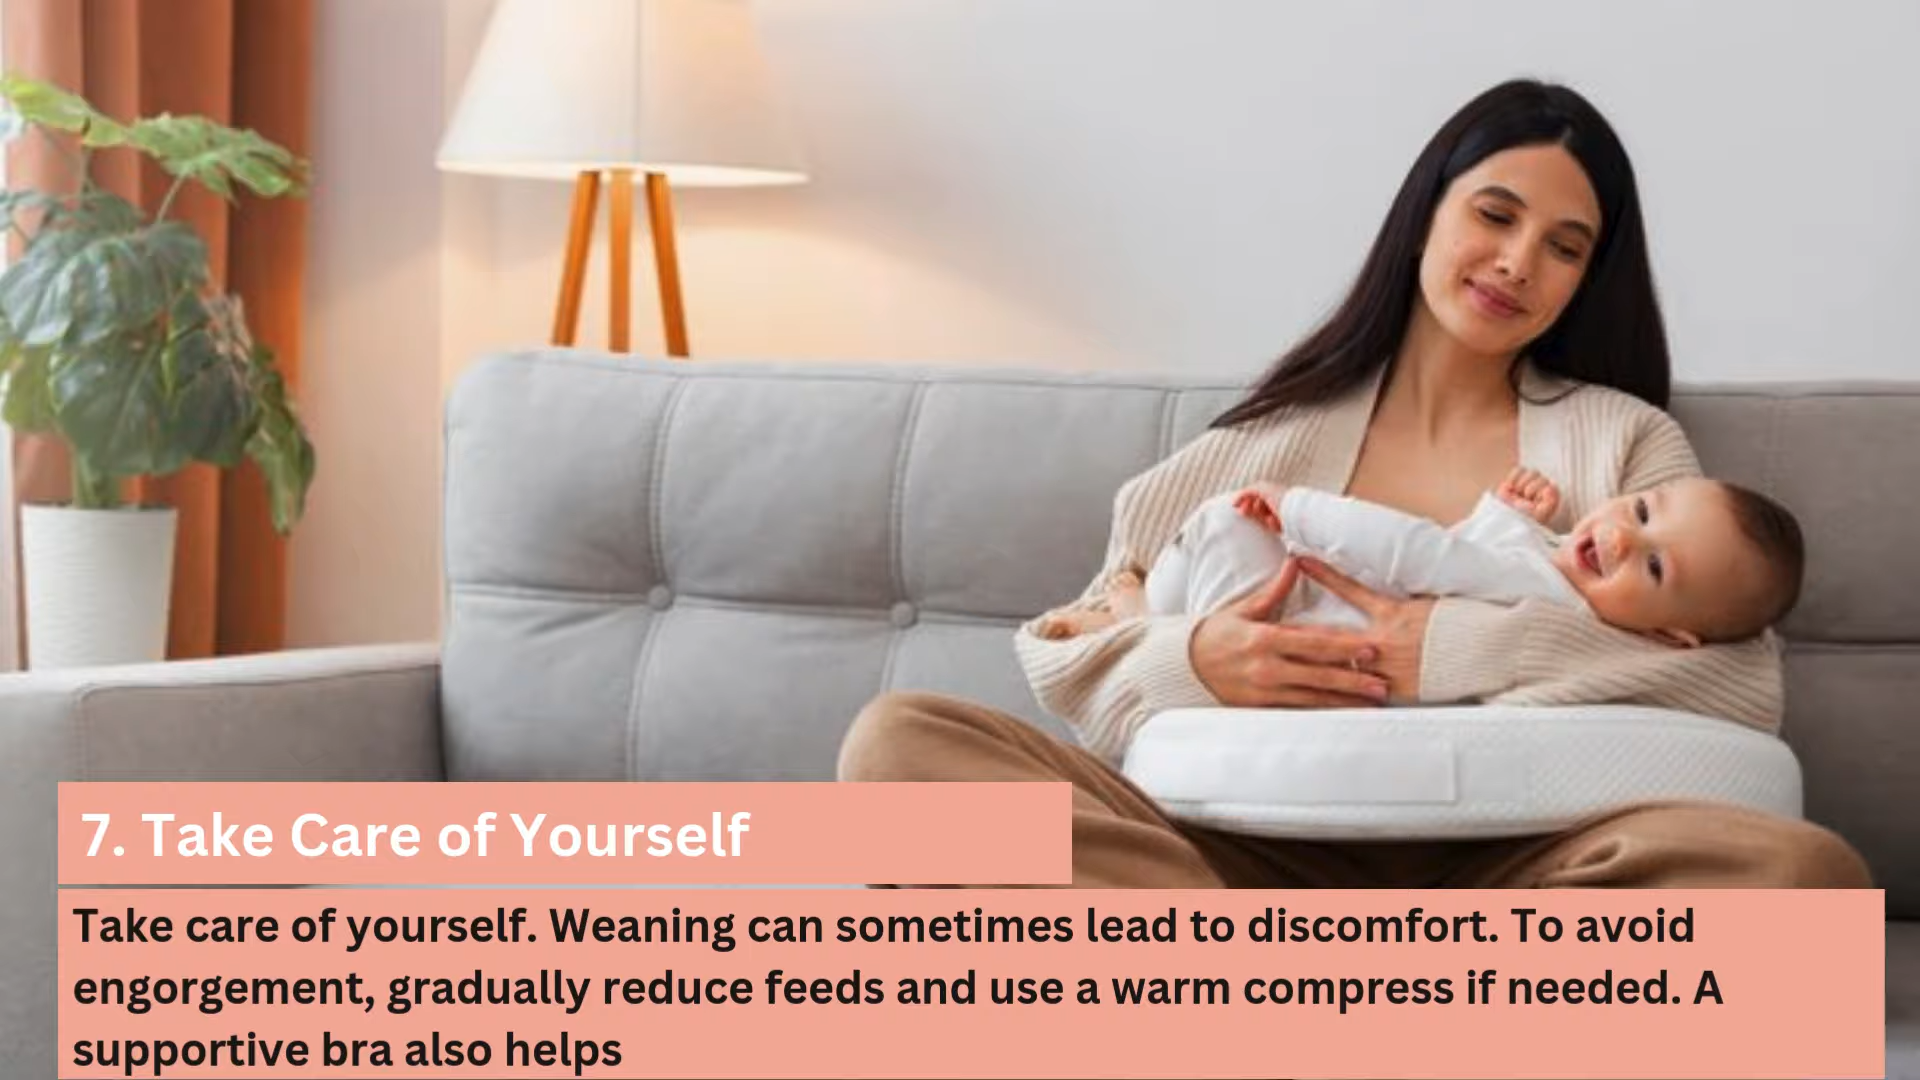 7. Take Care of Yourself
Take care of yourself. Weaning can sometimes lead to discomfort. To avoid
engorgement, gradually reduce feeds and use a warm compress if needed. A
supportive bra also helps